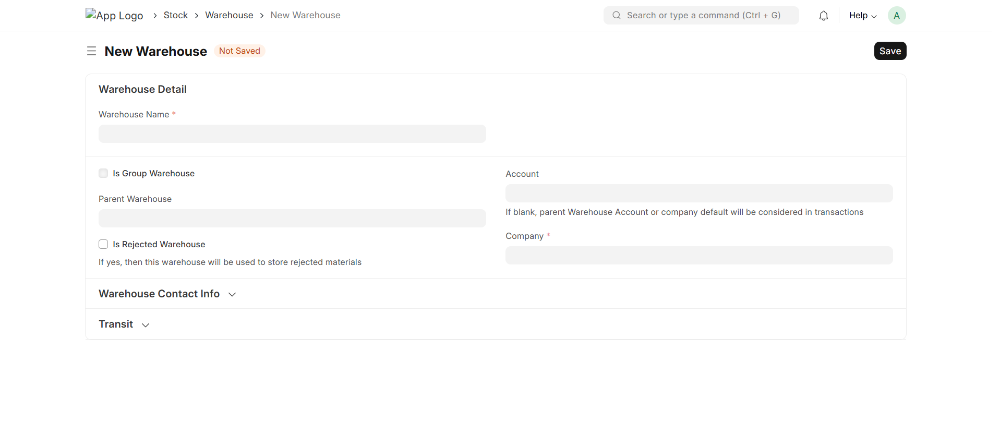 App Logo
Stock
Warehouse
New Warehouse
Search or type a command (Ctrl + G)
Help
A
New Warehouse
Not Saved
Save
Warehouse Detail
Warehouse Name *
Is Group Warehouse
Parent Warehouse
Is Rejected Warehouse
If yes, then this warehouse will be used to store rejected materials
Account
If blank, parent Warehouse Account or company default will be considered in transactions
Company *
Warehouse Contact Info
Transit